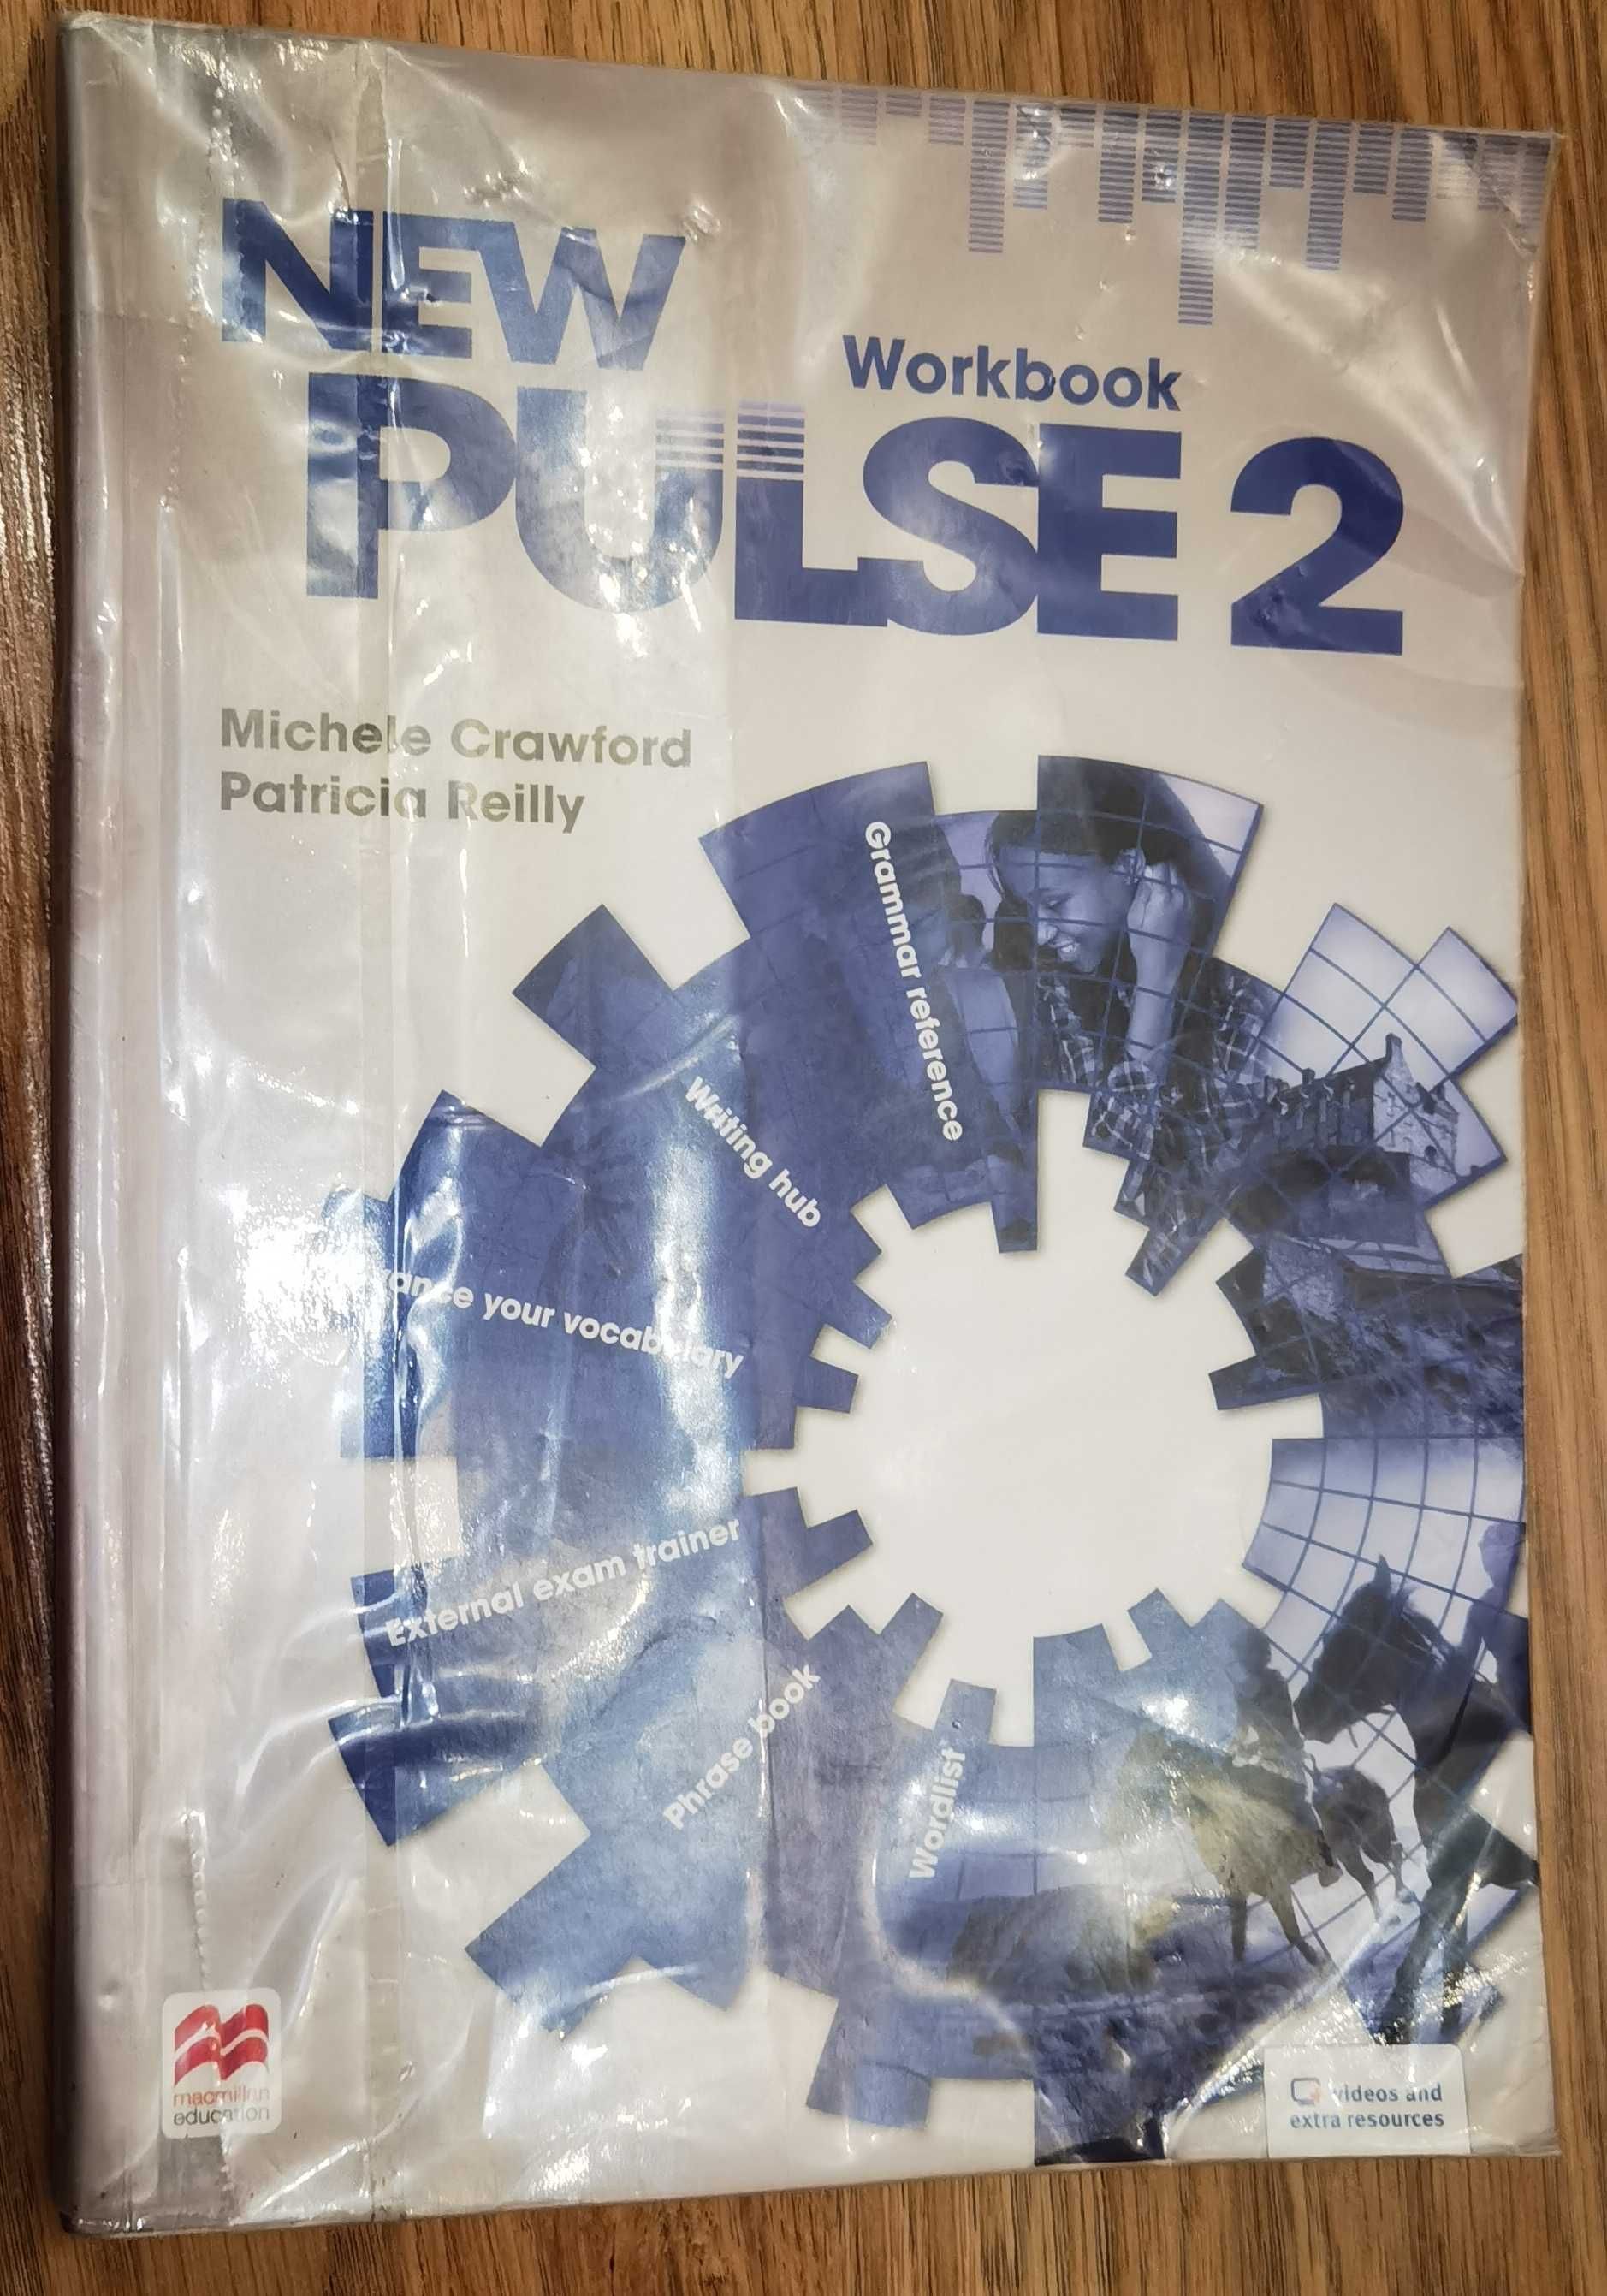 NEW
Workbook
PULSE 2
Michele Crawford
Patricia Reilly
Grammar reference
Writing hub
your vocabulary
External exam trainer
Phrase book
Wordlist
macmillan
education
videos and
extra resources